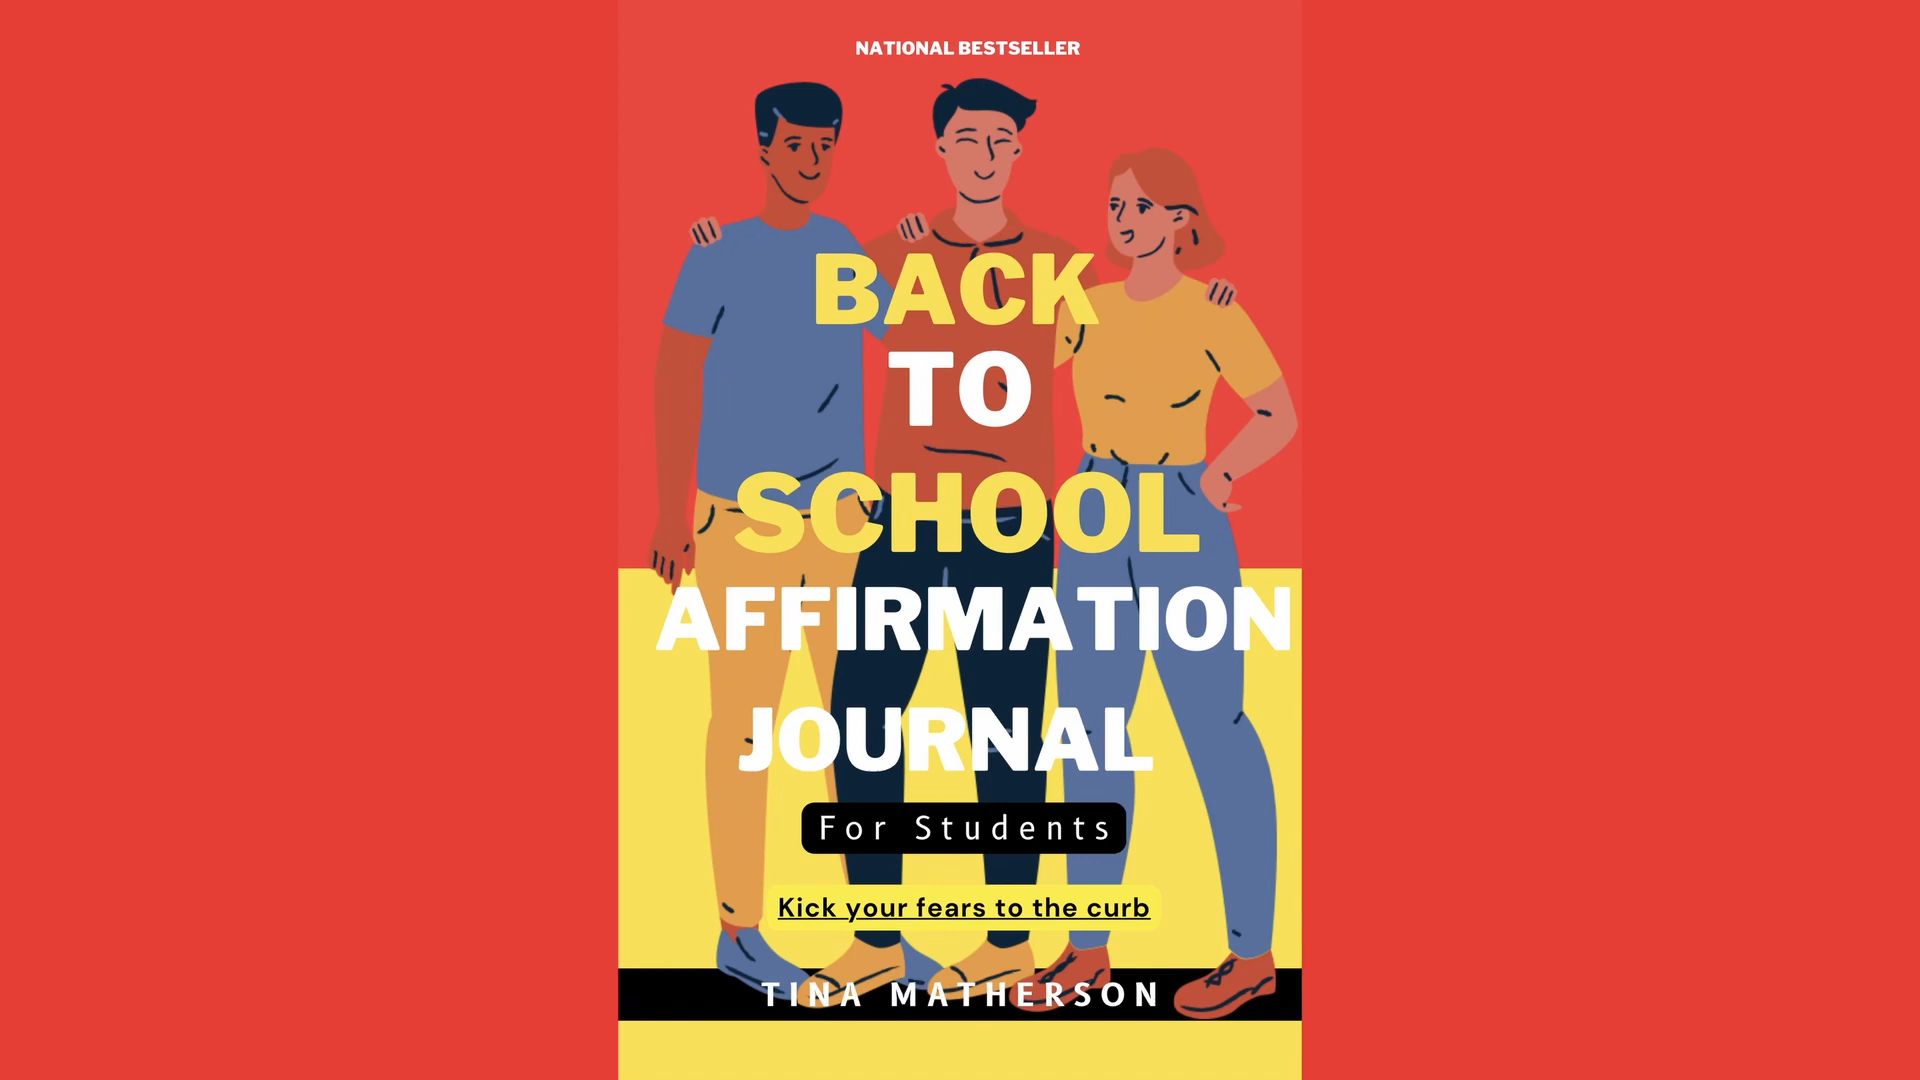 NATIONAL BESTSELLER
BACK
TO
SCHOOL
AFFIRMATION
JOURNAL
For Students
Kick your fears to the curb
TINA MATHERSON